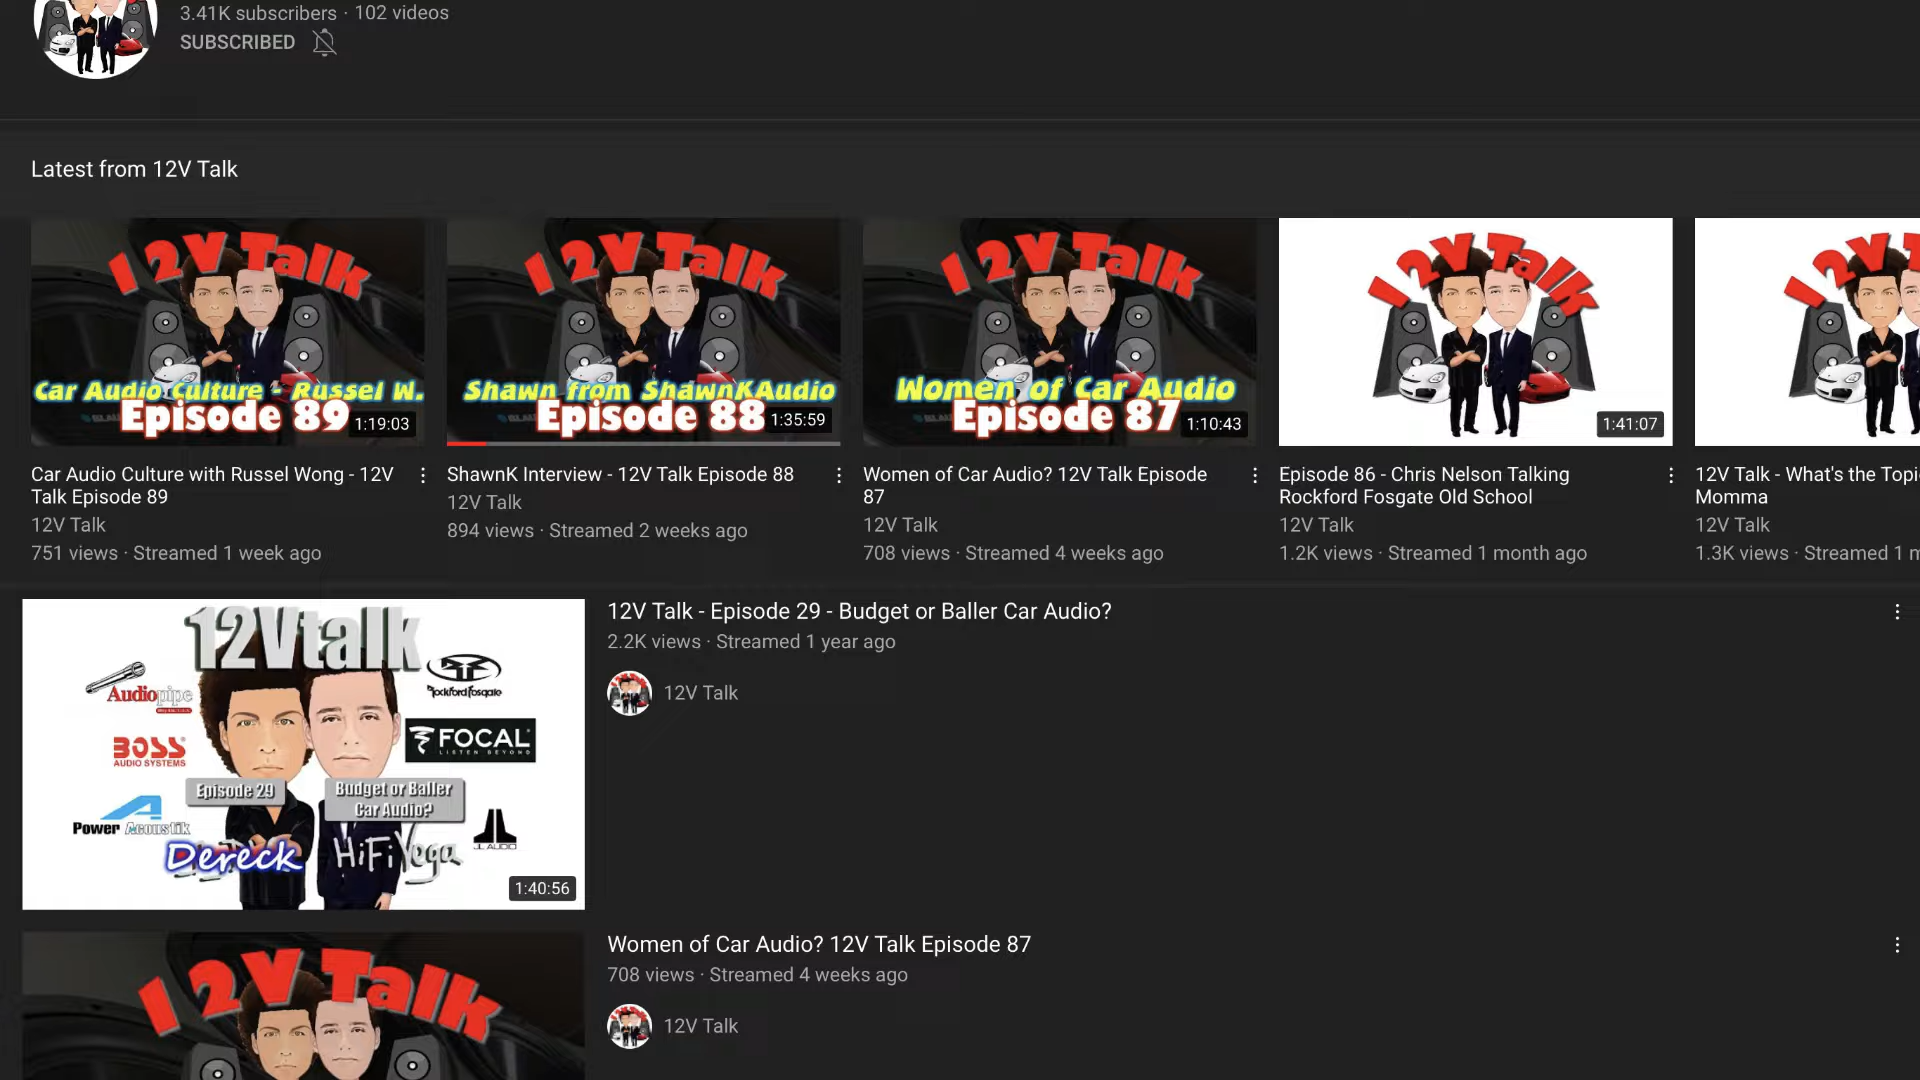 3.41K subscribers · 102 videos
SUBSCRIBED
Latest from 12V Talk
12V Talk
Car Audio Culture - Russel W.
Episode 89
1:19:03
12V Talk
Shawn from ShawnKAudio
Episode 88
1:35:59
12V Talk
Women of Car Audio
Episode 87
1:10:43
12V Talk
1:41:07
12V T
Car Audio Culture with Russel Wong - 12V
Talk Episode 89
12V Talk
751 views · Streamed 1 week ago
ShawnK Interview - 12V Talk Episode 88
12V Talk
894 views · Streamed 2 weeks ago
Women of Car Audio? 12V Talk Episode
87
12V Talk
708 views · Streamed 4 weeks ago
Episode 86 - Chris Nelson Talking
Rockford Fosgate Old School
12V Talk
1.2K views · Streamed 1 month ago
12V Talk - What's the Topi
Momma
12V Talk
1.3K views · Streamed 1 m
12Vtalk
Audiopipe
Rockford Fosgate
BOSS
AUDIO SYSTEMS
FOCAL
LISTEN BEYOND
Episode 29
Budget or Baller
Car Audio?
Power Acoustik
JL AUDIO
Dereck
HiFiVega
1:40:56
12V Talk - Episode 29 - Budget or Baller Car Audio?
2.2K views · Streamed 1 year ago
12V Talk
12V Talk
Women of Car Audio? 12V Talk Episode 87
708 views · Streamed 4 weeks ago
12V Talk